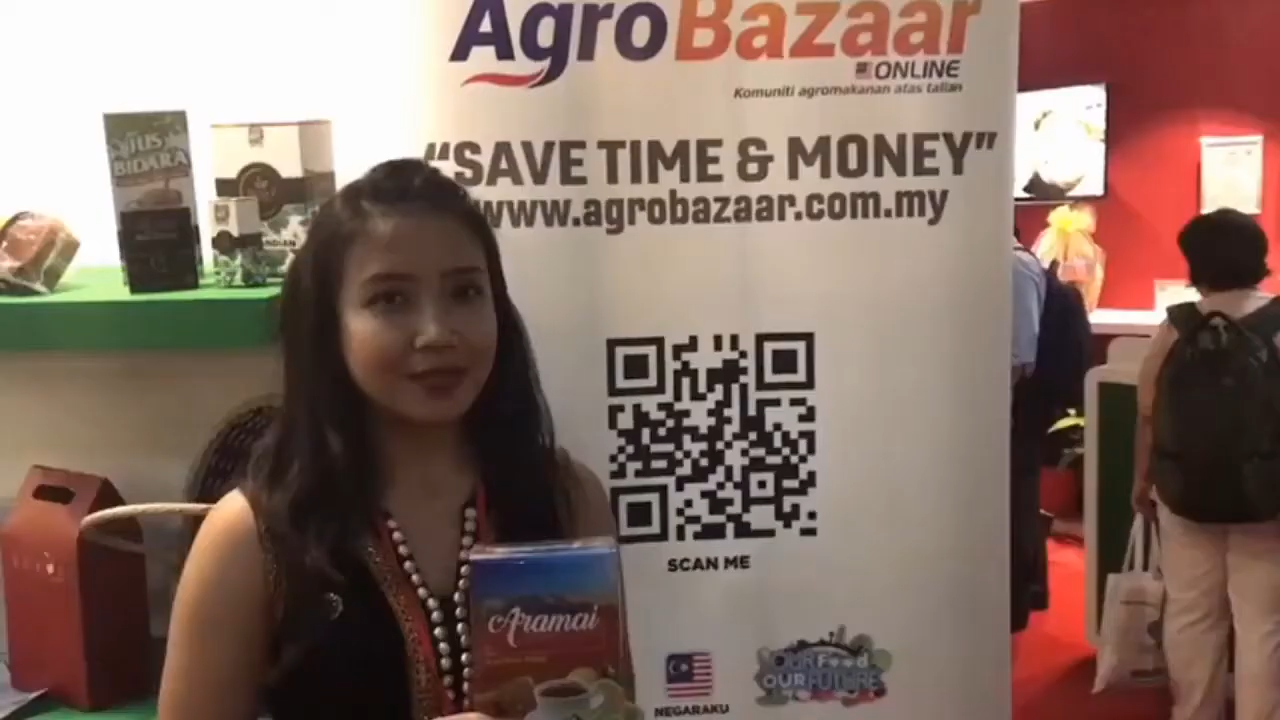 AgroBazaar
ONLINE
Komuniti agromakanan atas talian
"SAVE TIME & MONEY"
www.agrobazaar.com.my
JUS
BIDARA
SCAN ME
Aramai
NEGARAKU
OUR Food
OUR FUTURE